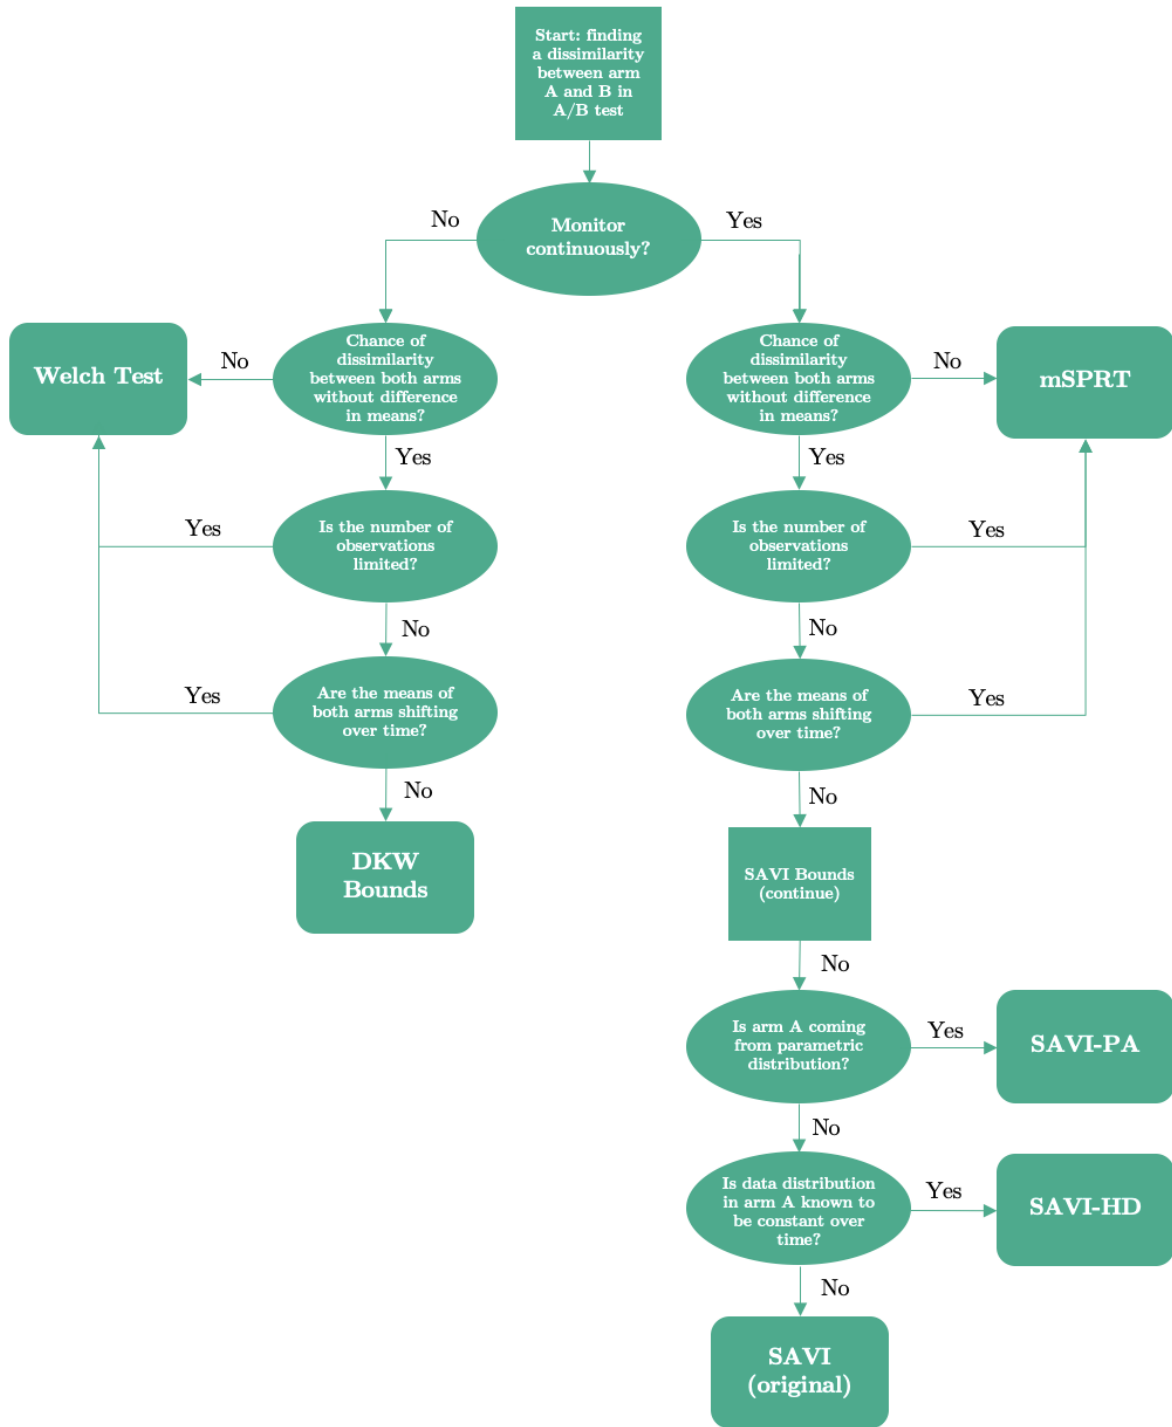 Start: finding
a dissimilarity
between arm
A and B in
A/B test
No
Yes
Monitor
continuously?
Welch Test
No
Chance of
dissimilarity
between both arms
without difference
in means?
Chance of
dissimilarity
between both arms
without difference
in means?
No
mSPRT
Yes
Yes
Yes
Is the number of
observations
limited?
Is the number of
observations
limited?
Yes
No
No
Yes
Are the means of
both arms shifting
over time?
Are the means of
both arms shifting
over time?
Yes
No
No
DKW
Bounds
SAVI Bounds
(continue)
No
Is arm A coming
from parametric
distribution?
Yes
SAVI-PA
No
Is data distribution
in arm A known to
be constant over
time?
Yes
SAVI-HD
No
SAVI
(original)